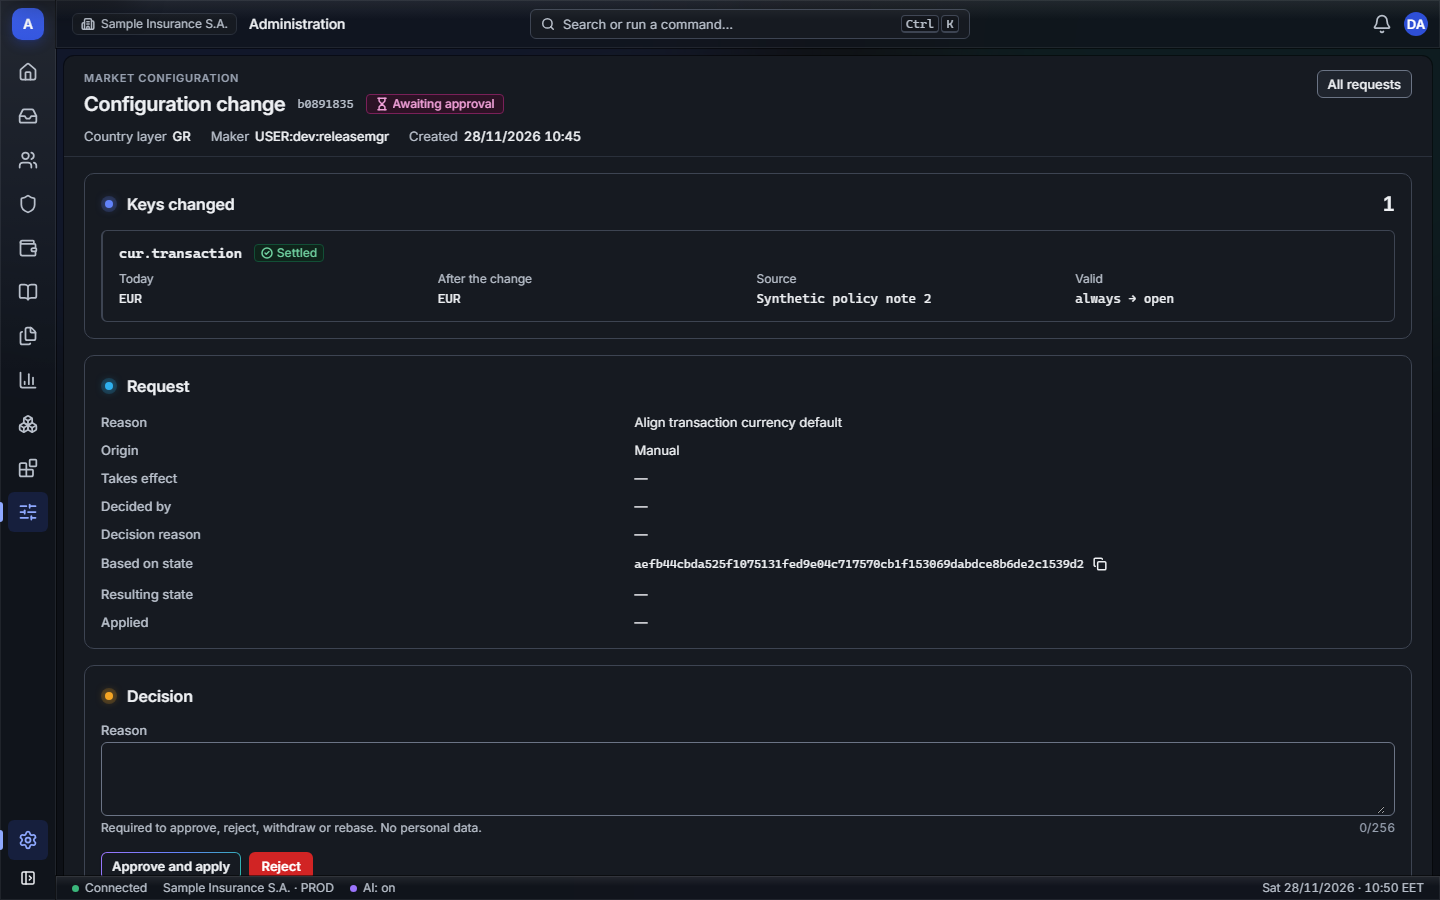 A
Sample Insurance S.A.
Administration
Search or run a command...
Ctrl K
DA
MARKET CONFIGURATION
Configuration change b0891835 Awaiting approval
All requests
Country layer GR Maker USER:dev:releasemgr Created 28/11/2026 10:45
Keys changed 1
cur.transaction Settled
Today After the change Source Valid
EUR EUR Synthetic policy note 2 always → open
Request
Reason Align transaction currency default
Origin Manual
Takes effect —
Decided by —
Decision reason —
Based on state aefb44cbda525f1075131fed9e04c717570cb1f153069dabdce8b6de2c1539d2
Resulting state —
Applied —
Decision
Reason
Required to approve, reject, withdraw or rebase. No personal data. 0/256
Approve and apply Reject
Connected Sample Insurance S.A. · PROD AI: on Sat 28/11/2026 · 10:50 EET